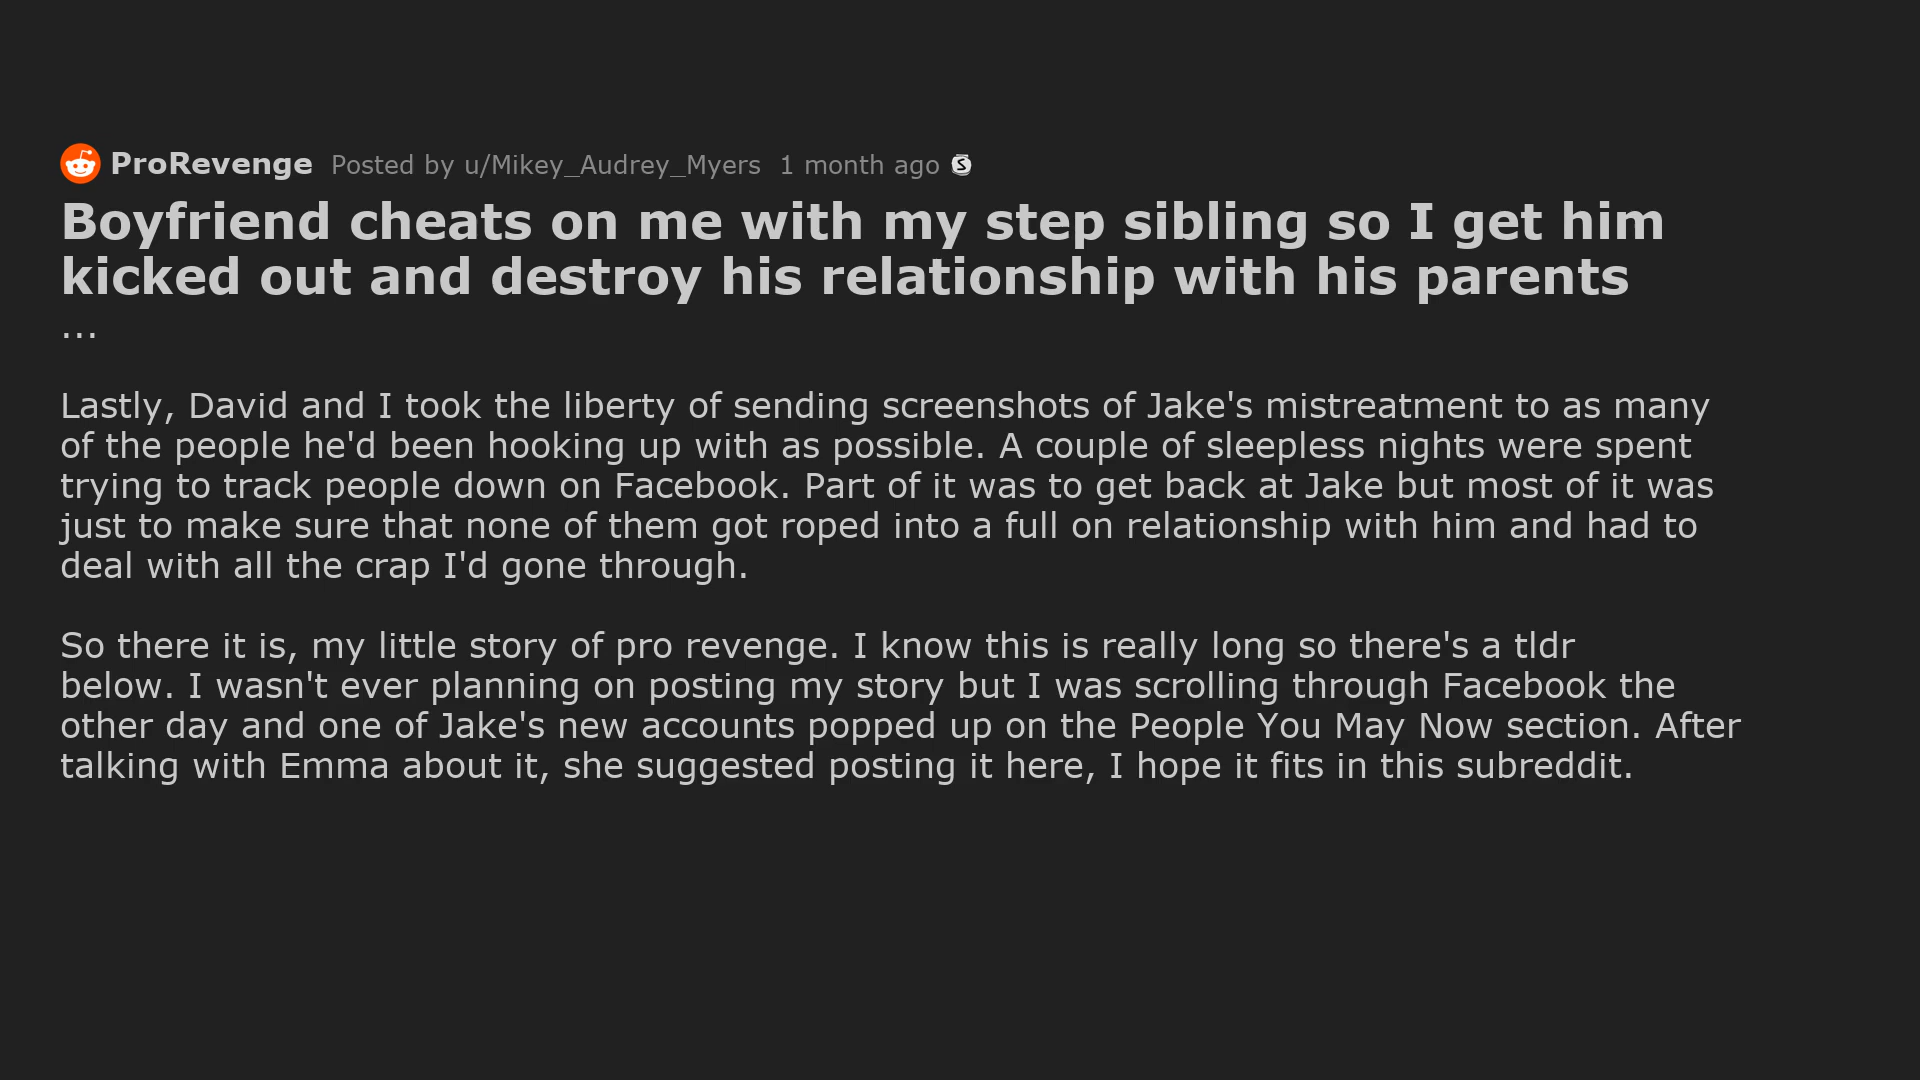 ProRevenge Posted by u/Mikey_Audrey_Myers 1 month ago S
Boyfriend cheats on me with my step sibling so I get him
kicked out and destroy his relationship with his parents
...
Lastly, David and I took the liberty of sending screenshots of Jake's mistreatment to as many
of the people he'd been hooking up with as possible. A couple of sleepless nights were spent
trying to track people down on Facebook. Part of it was to get back at Jake but most of it was
just to make sure that none of them got roped into a full on relationship with him and had to
deal with all the crap I'd gone through.
So there it is, my little story of pro revenge. I know this is really long so there's a tldr
below. I wasn't ever planning on posting my story but I was scrolling through Facebook the
other day and one of Jake's new accounts popped up on the People You May Now section. After
talking with Emma about it, she suggested posting it here, I hope it fits in this subreddit.